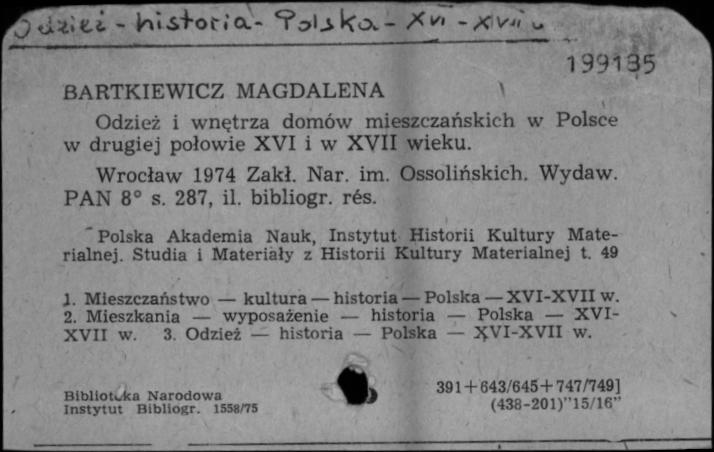 Odzież - historia - Polska - XVI - XVII w
199135
BARTKIEWICZ MAGDALENA
Odzież i wnętrza domów mieszczańskich w Polsce
w drugiej połowie XVI i w XVII wieku.
Wrocław 1974 Zakł. Nar. im. Ossolińskich. Wydaw.
PAN 8° s. 287, il. bibliogr. rés.
Polska Akademia Nauk, Instytut Historii Kultury Mate-
rialnej. Studia i Materiały z Historii Kultury Materialnej t. 49
1. Mieszczaństwo — kultura — historia — Polska — XVI-XVII w.
2. Mieszkania — wyposażenie — historia — Polska — XVI-
XVII w. 3. Odzież — historia — Polska — XVI-XVII w.
Biblioteka Narodowa
Instytut Bibliogr. 1558/75
391+643/645+747/749]
(438-201)"15/16"